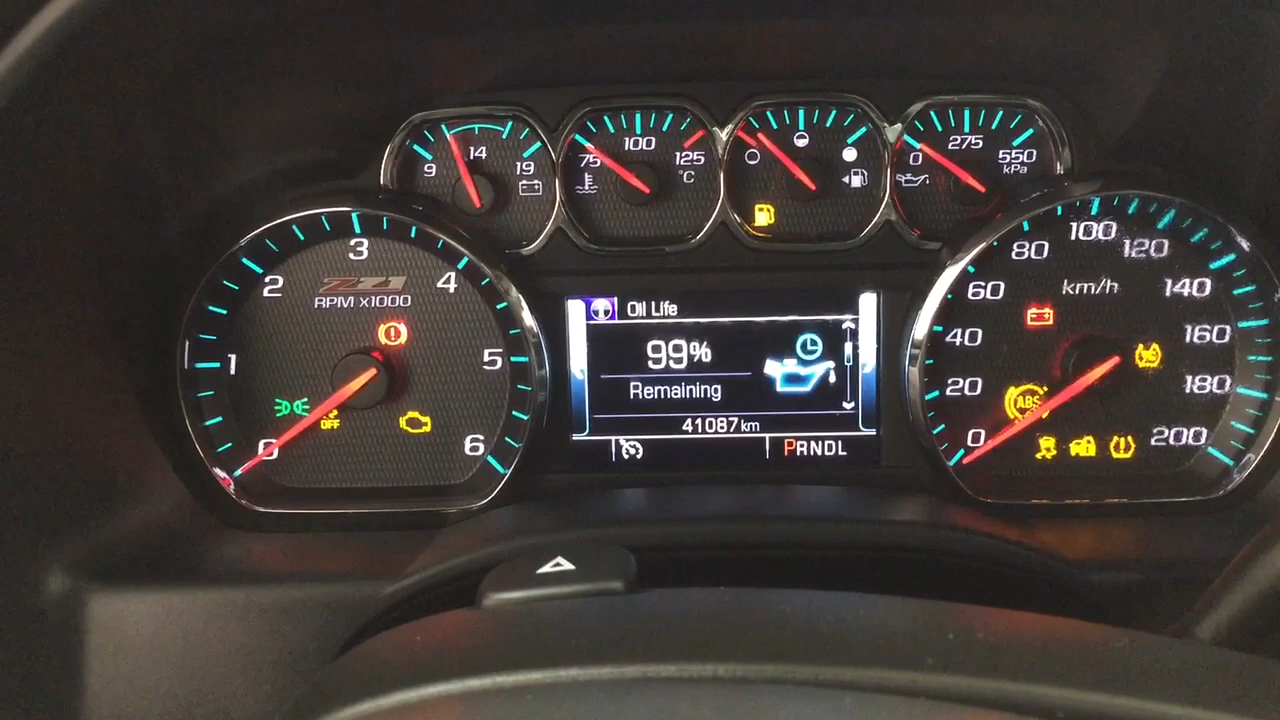 9 14 19
75 100 125
°C
0 275 550
kPa
0 1 2 3 4 5 6
Z71
RPM x1000
OFF
Oil Life
99%
Remaining
41087 km
PRNDL
0 20 40 60 80 100 120 140 160 180 200
km/h
ABS